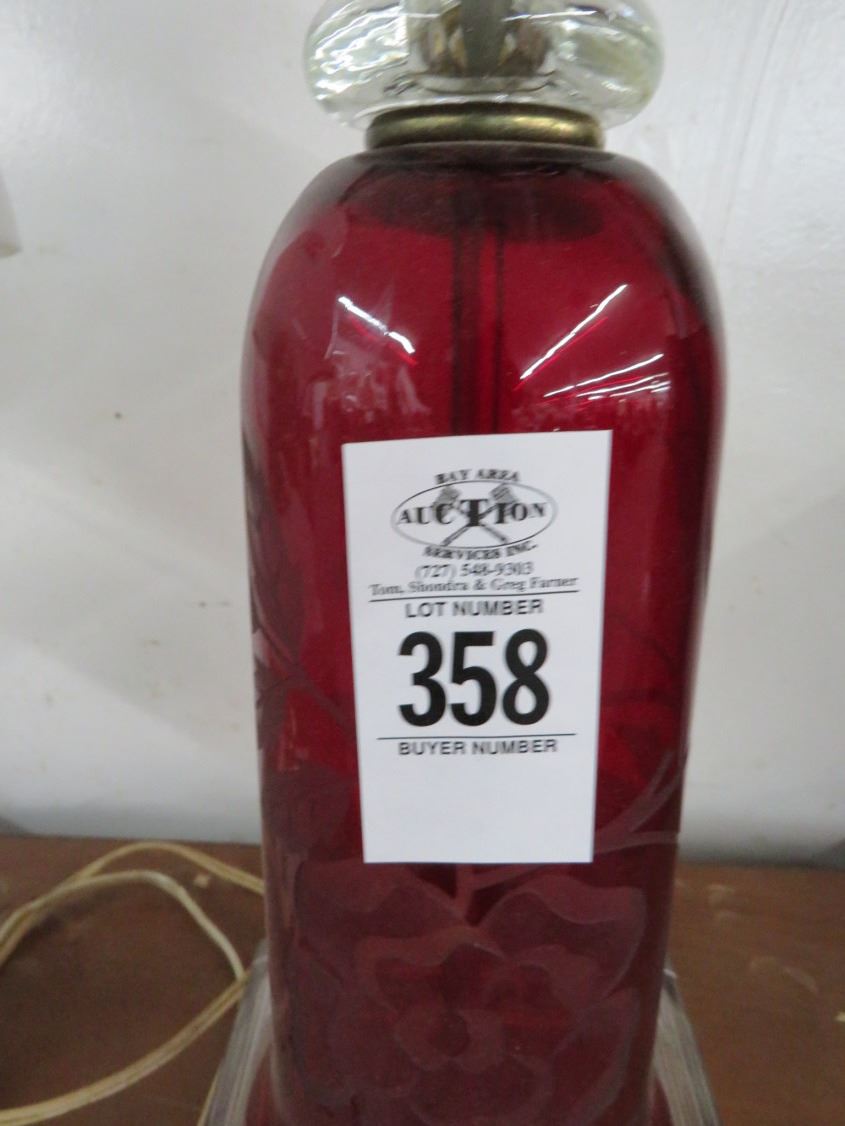 BAY AREA
AUCTION
SERVICES INC.
(727) 548-9303
Tom, Shondra & Greg Farner
LOT NUMBER
358
BUYER NUMBER